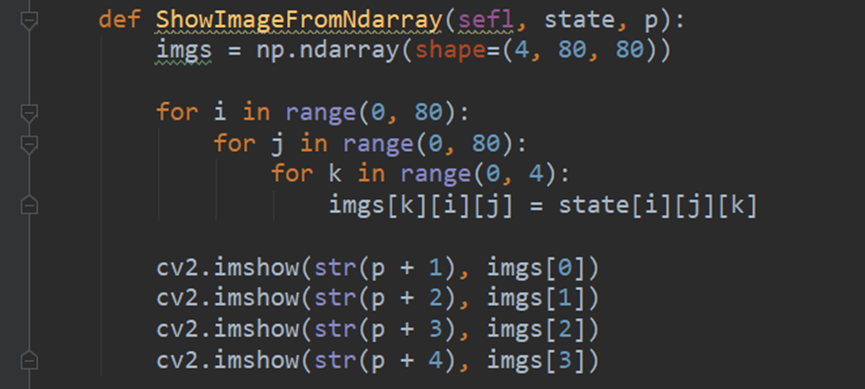 def ShowImageFromNdarray(sefl, state, p):
    imgs = np.ndarray(shape=(4, 80, 80))

    for i in range(0, 80):
        for j in range(0, 80):
            for k in range(0, 4):
                imgs[k][i][j] = state[i][j][k]

    cv2.imshow(str(p + 1), imgs[0])
    cv2.imshow(str(p + 2), imgs[1])
    cv2.imshow(str(p + 3), imgs[2])
    cv2.imshow(str(p + 4), imgs[3])